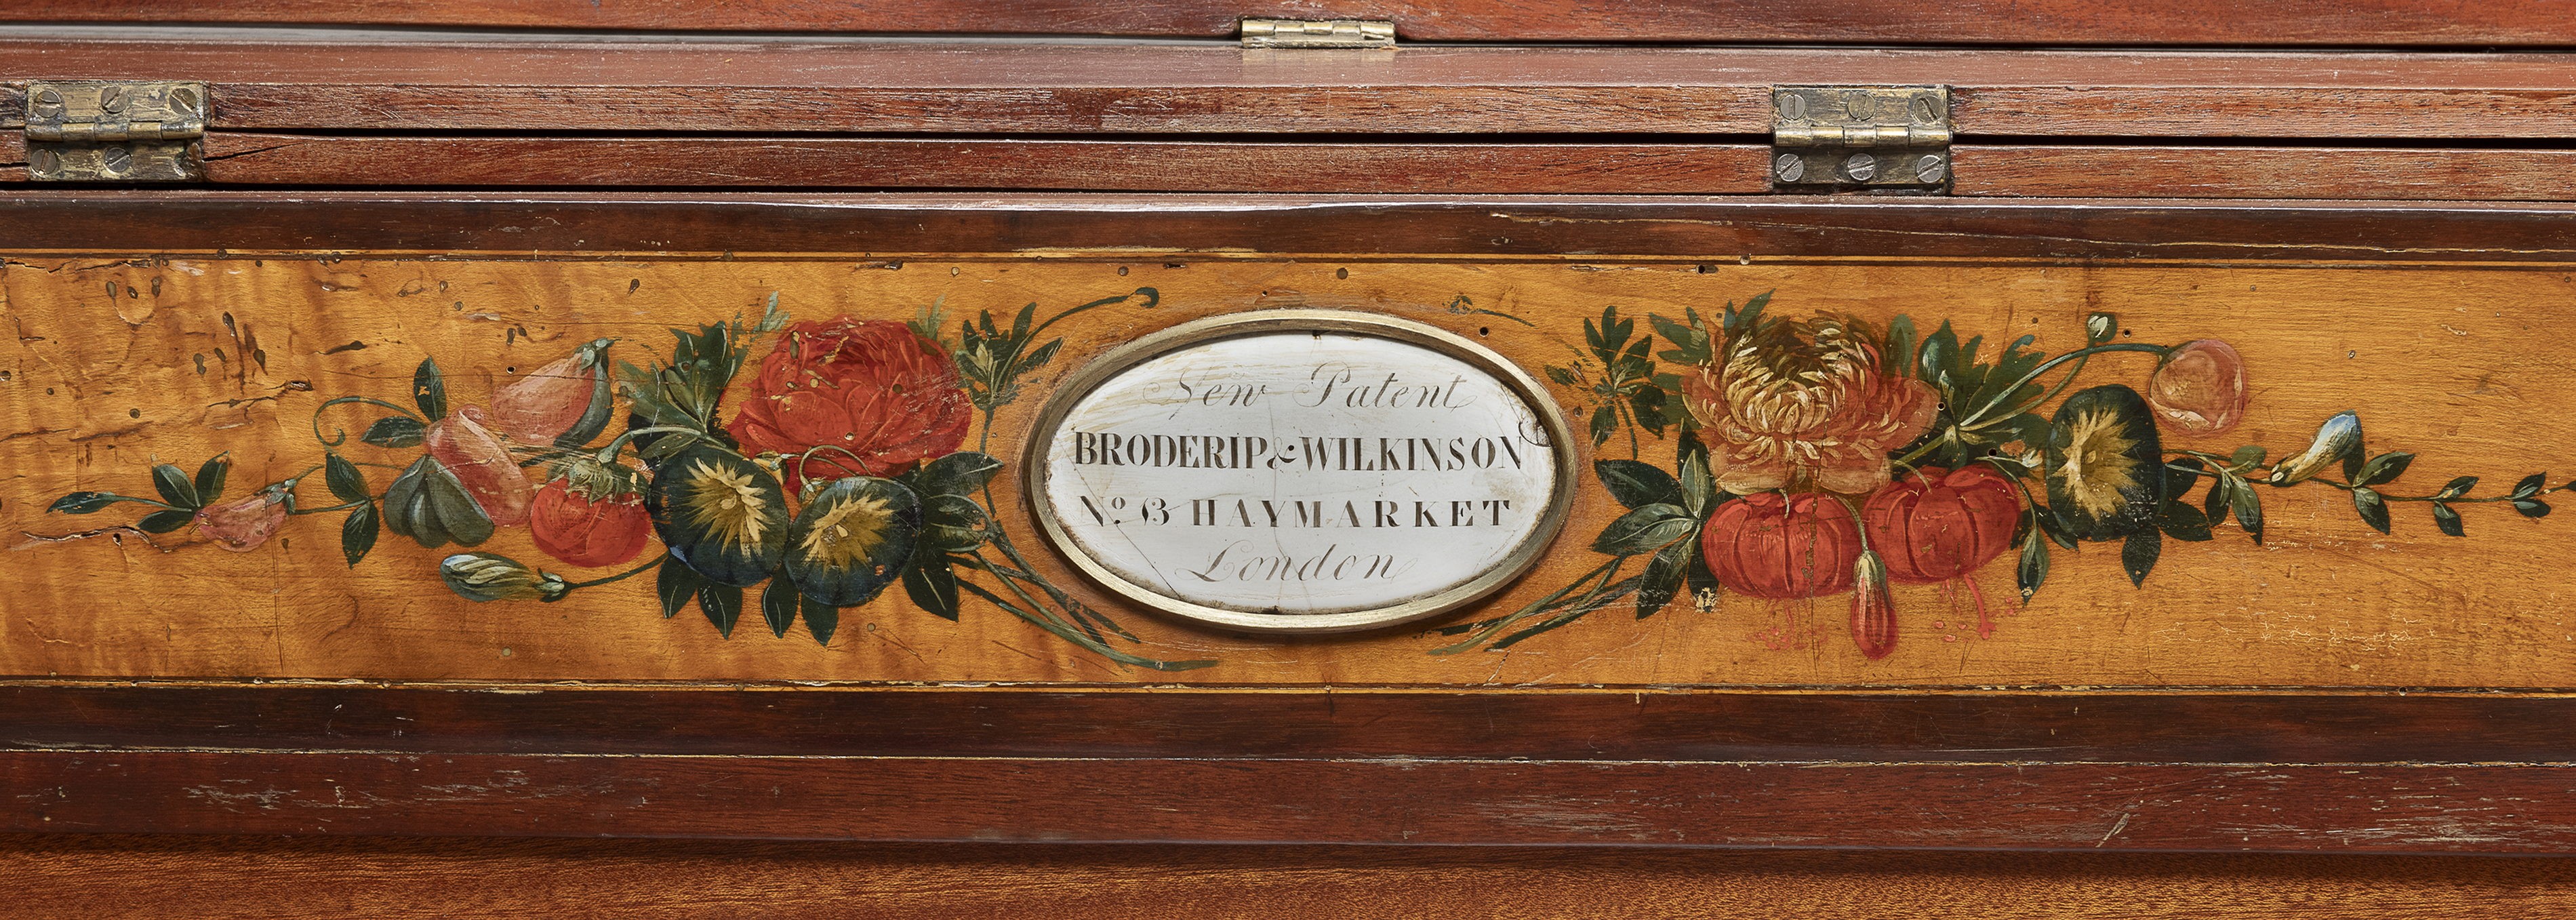 New Patent
BRODERIP & WILKINSON
No 13 HAYMARKET
London